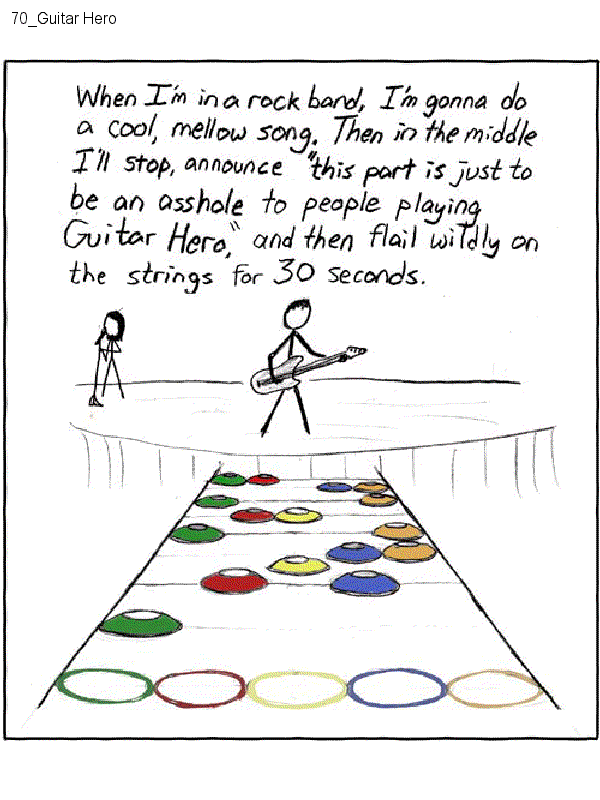 70_Guitar Hero
When I'm in a rock band, I'm gonna do
a cool, mellow song. Then in the middle
I'll stop, announce "this part is just to
be an asshole to people playing
Guitar Hero," and then flail wildly on
the strings for 30 seconds.